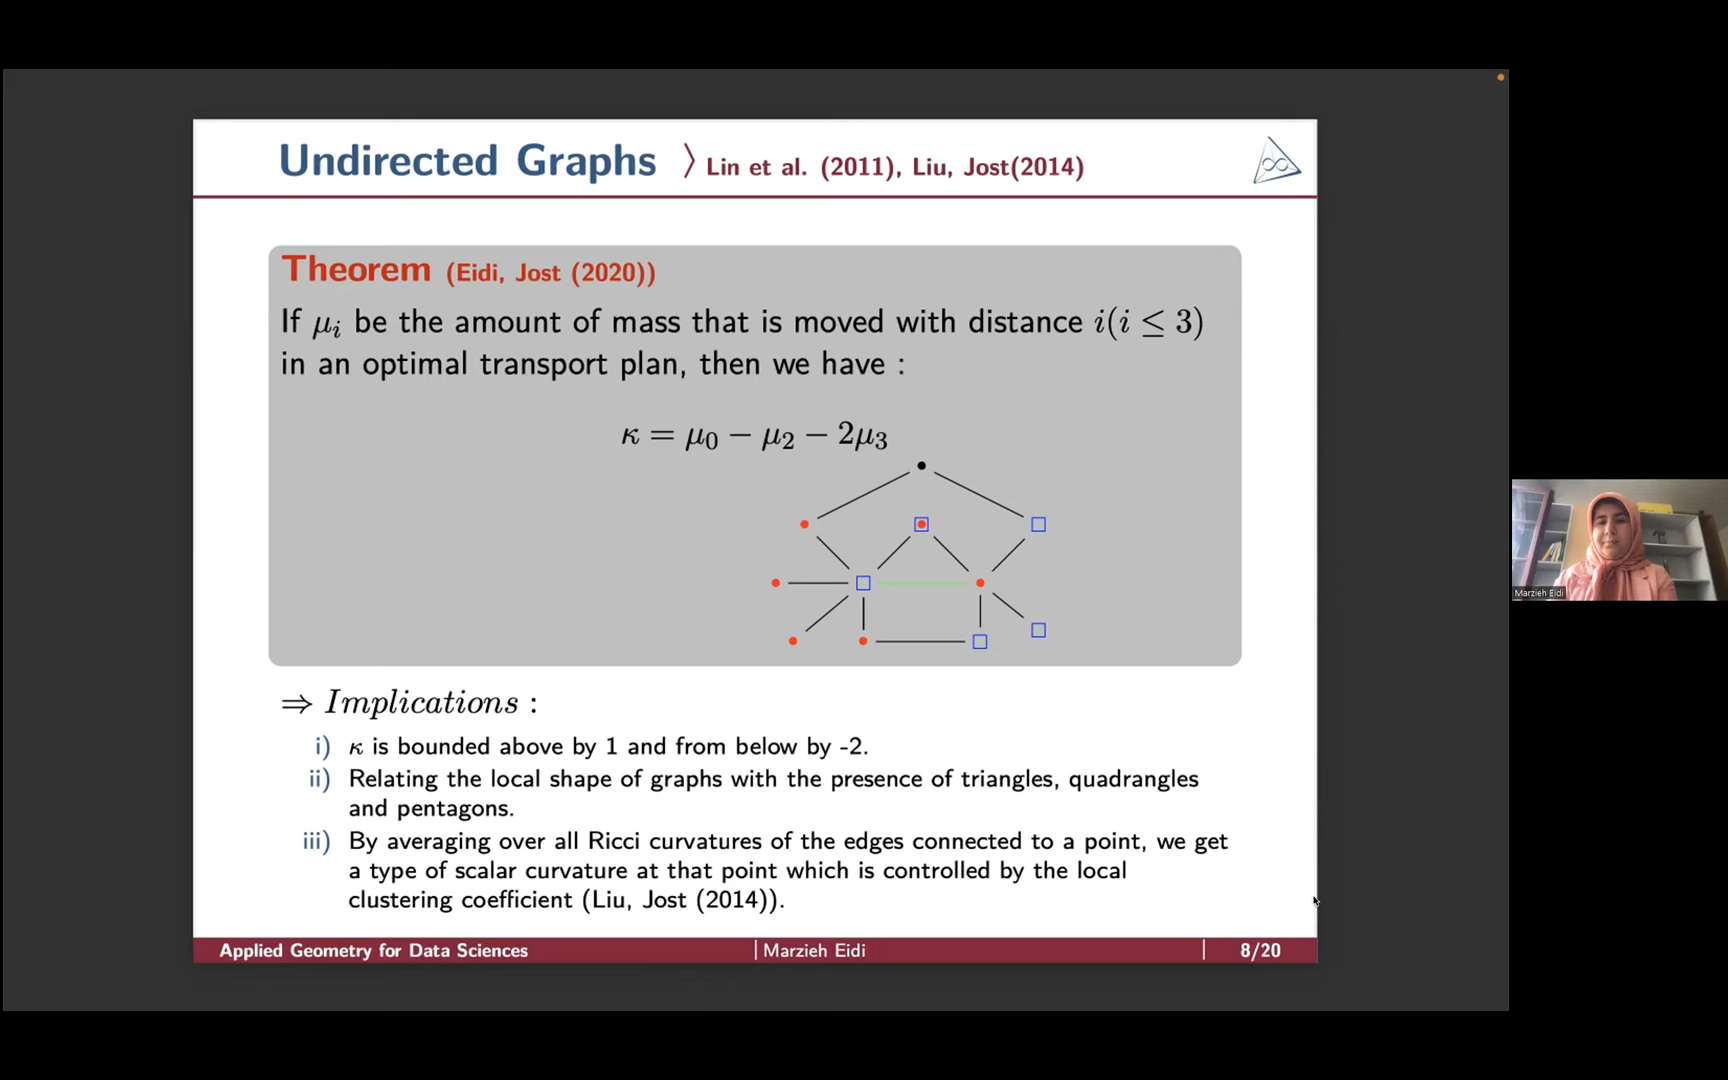 Undirected Graphs 〉Lin et al. (2011), Liu, Jost(2014)
Theorem (Eidi, Jost (2020))
If μᵢ be the amount of mass that is moved with distance i(i ≤ 3)
in an optimal transport plan, then we have :
κ = μ₀ − μ₂ − 2μ₃
⇒ Implications :
i) κ is bounded above by 1 and from below by -2.
ii) Relating the local shape of graphs with the presence of triangles, quadrangles
and pentagons.
iii) By averaging over all Ricci curvatures of the edges connected to a point, we get
a type of scalar curvature at that point which is controlled by the local
clustering coefficient (Liu, Jost (2014)).
Applied Geometry for Data Sciences | Marzieh Eidi | 8/20
Marzieh Eidi